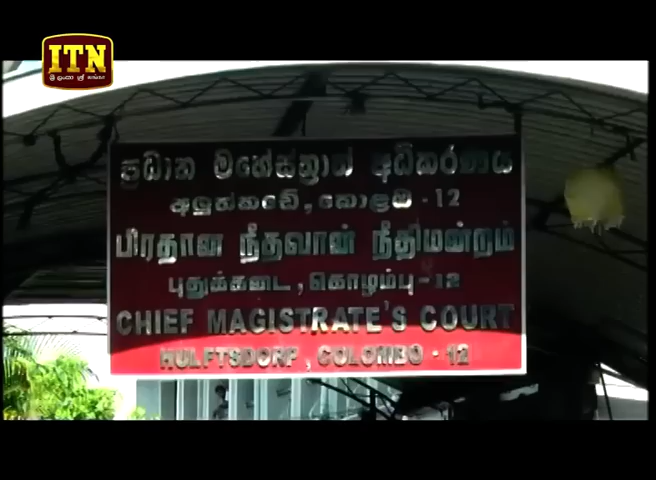 ITN
ප්‍රධාන මහේස්ත්‍රාත් අධිකරණය
අලුත්කඩේ, කොළඹ - 12
பிரதான நீதவான் நீதிமன்றம்
புதுக்கடை, கொழும்பு - 12
CHIEF MAGISTRATE'S COURT
HULFTSDORP, COLOMBO - 12